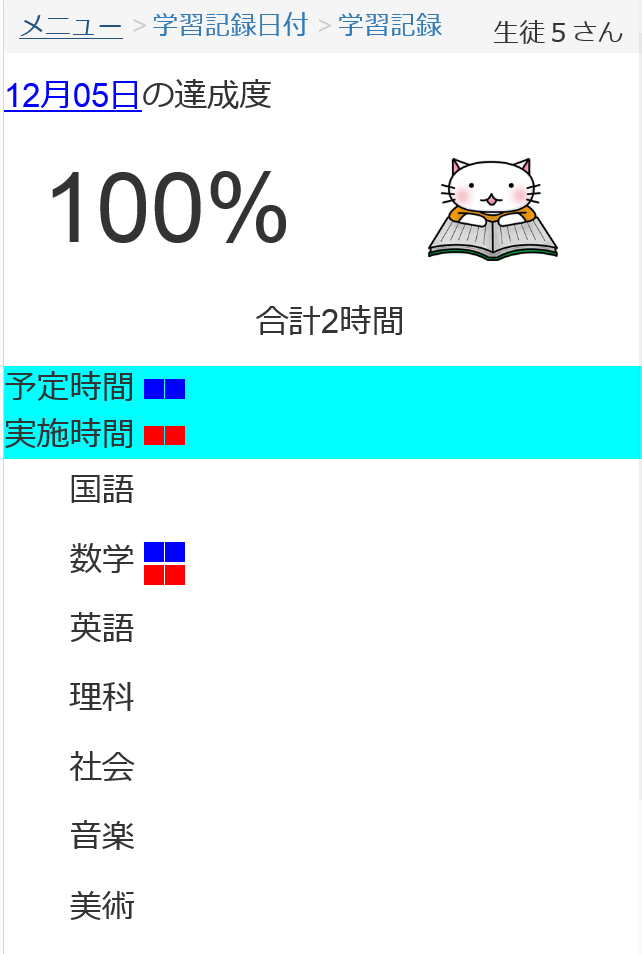 メニュー > 学習記録日付 > 学習記録
生徒５さん
12月05日の達成度
100%
合計2時間
予定時間
実施時間
国語
数学
英語
理科
社会
音楽
美術